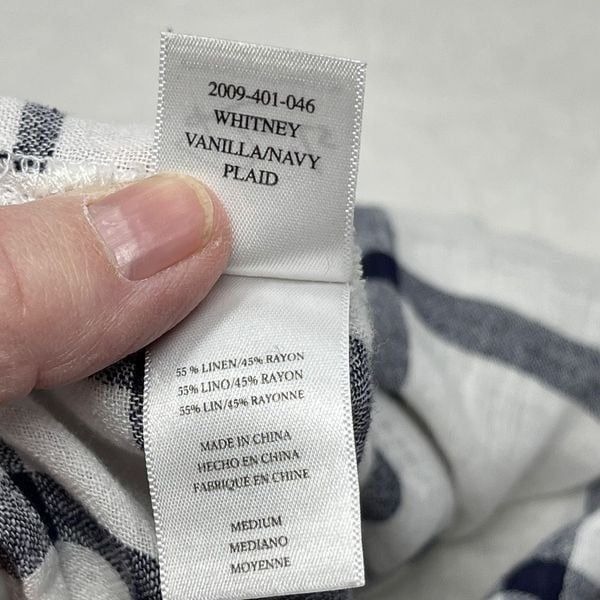 2009-401-046
WHITNEY
VANILLA/NAVY
PLAID
55 % LINEN/45% RAYON
55% LINO/45% RAYON
55% LIN/45% RAYONNE
MADE IN CHINA
HECHO EN CHINA
FABRIQUÉ EN CHINE
MEDIUM
MEDIANO
MOYENNE